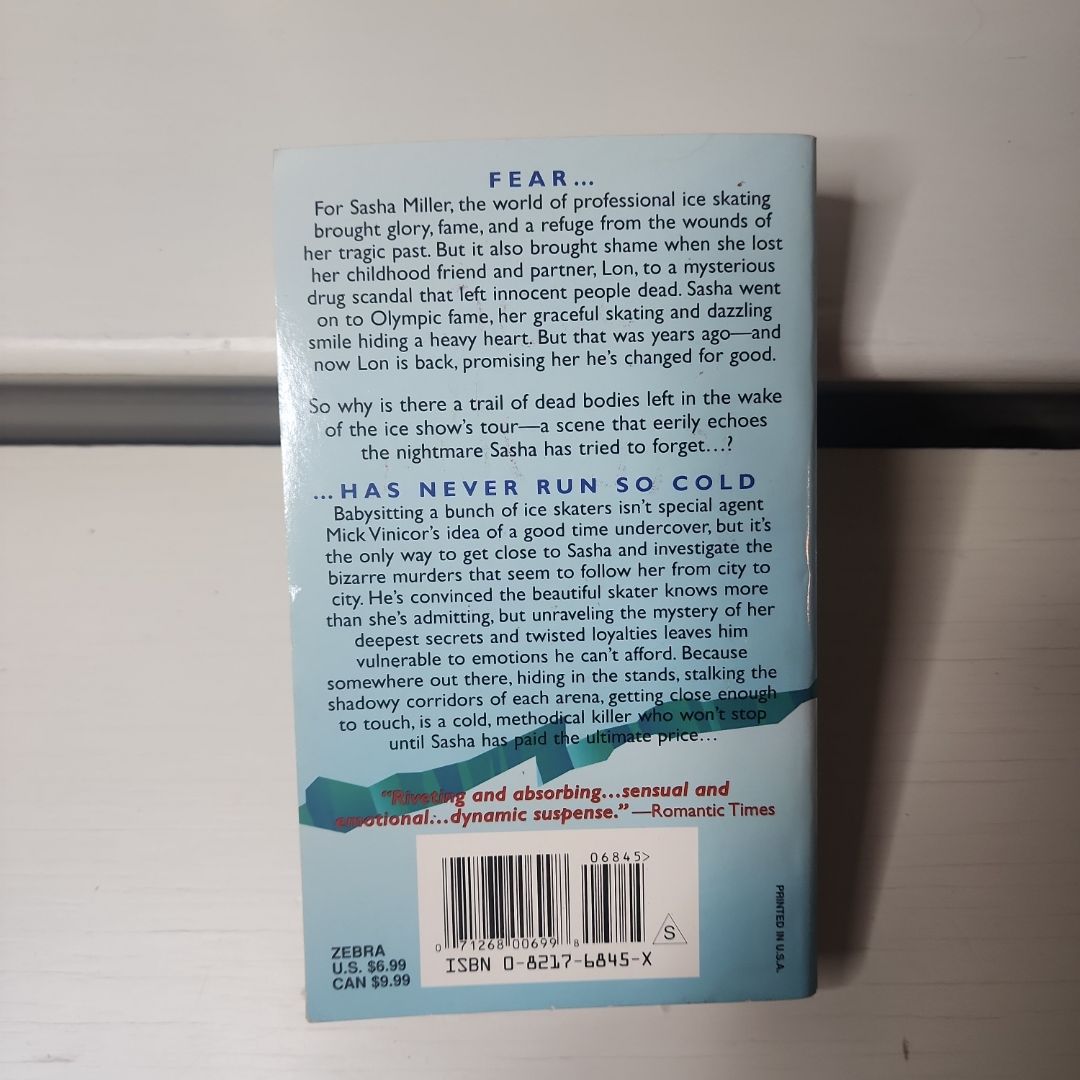 FEAR...
For Sasha Miller, the world of professional ice skating
brought glory, fame, and a refuge from the wounds of
her tragic past. But it also brought shame when she lost
her childhood friend and partner, Lon, to a mysterious
drug scandal that left innocent people dead. Sasha went
on to Olympic fame, her graceful skating and dazzling
smile hiding a heavy heart. But that was years ago—and
now Lon is back, promising her he's changed for good.
So why is there a trail of dead bodies left in the wake
of the ice show's tour—a scene that eerily echoes
the nightmare Sasha has tried to forget...?
...HAS NEVER RUN SO COLD
Babysitting a bunch of ice skaters isn't special agent
Mick Vinicor's idea of a good time undercover, but it's
the only way to get close to Sasha and investigate the
bizarre murders that seem to follow her from city to
city. He's convinced the beautiful skater knows more
than she's admitting, but unraveling the mystery of her
deepest secrets and twisted loyalties leaves him
vulnerable to emotions he can't afford. Because
somewhere out there, hiding in the stands, stalking the
shadowy corridors of each arena, getting close enough
to touch, is a cold, methodical killer who won't stop
until Sasha has paid the ultimate price...
"Riveting and absorbing...sensual and
emotional...dynamic suspense." —Romantic Times
06845>
0 71268 00699 8
S
ISBN 0-8217-6845-X
ZEBRA
U.S. $6.99
CAN $9.99
PRINTED IN U.S.A.